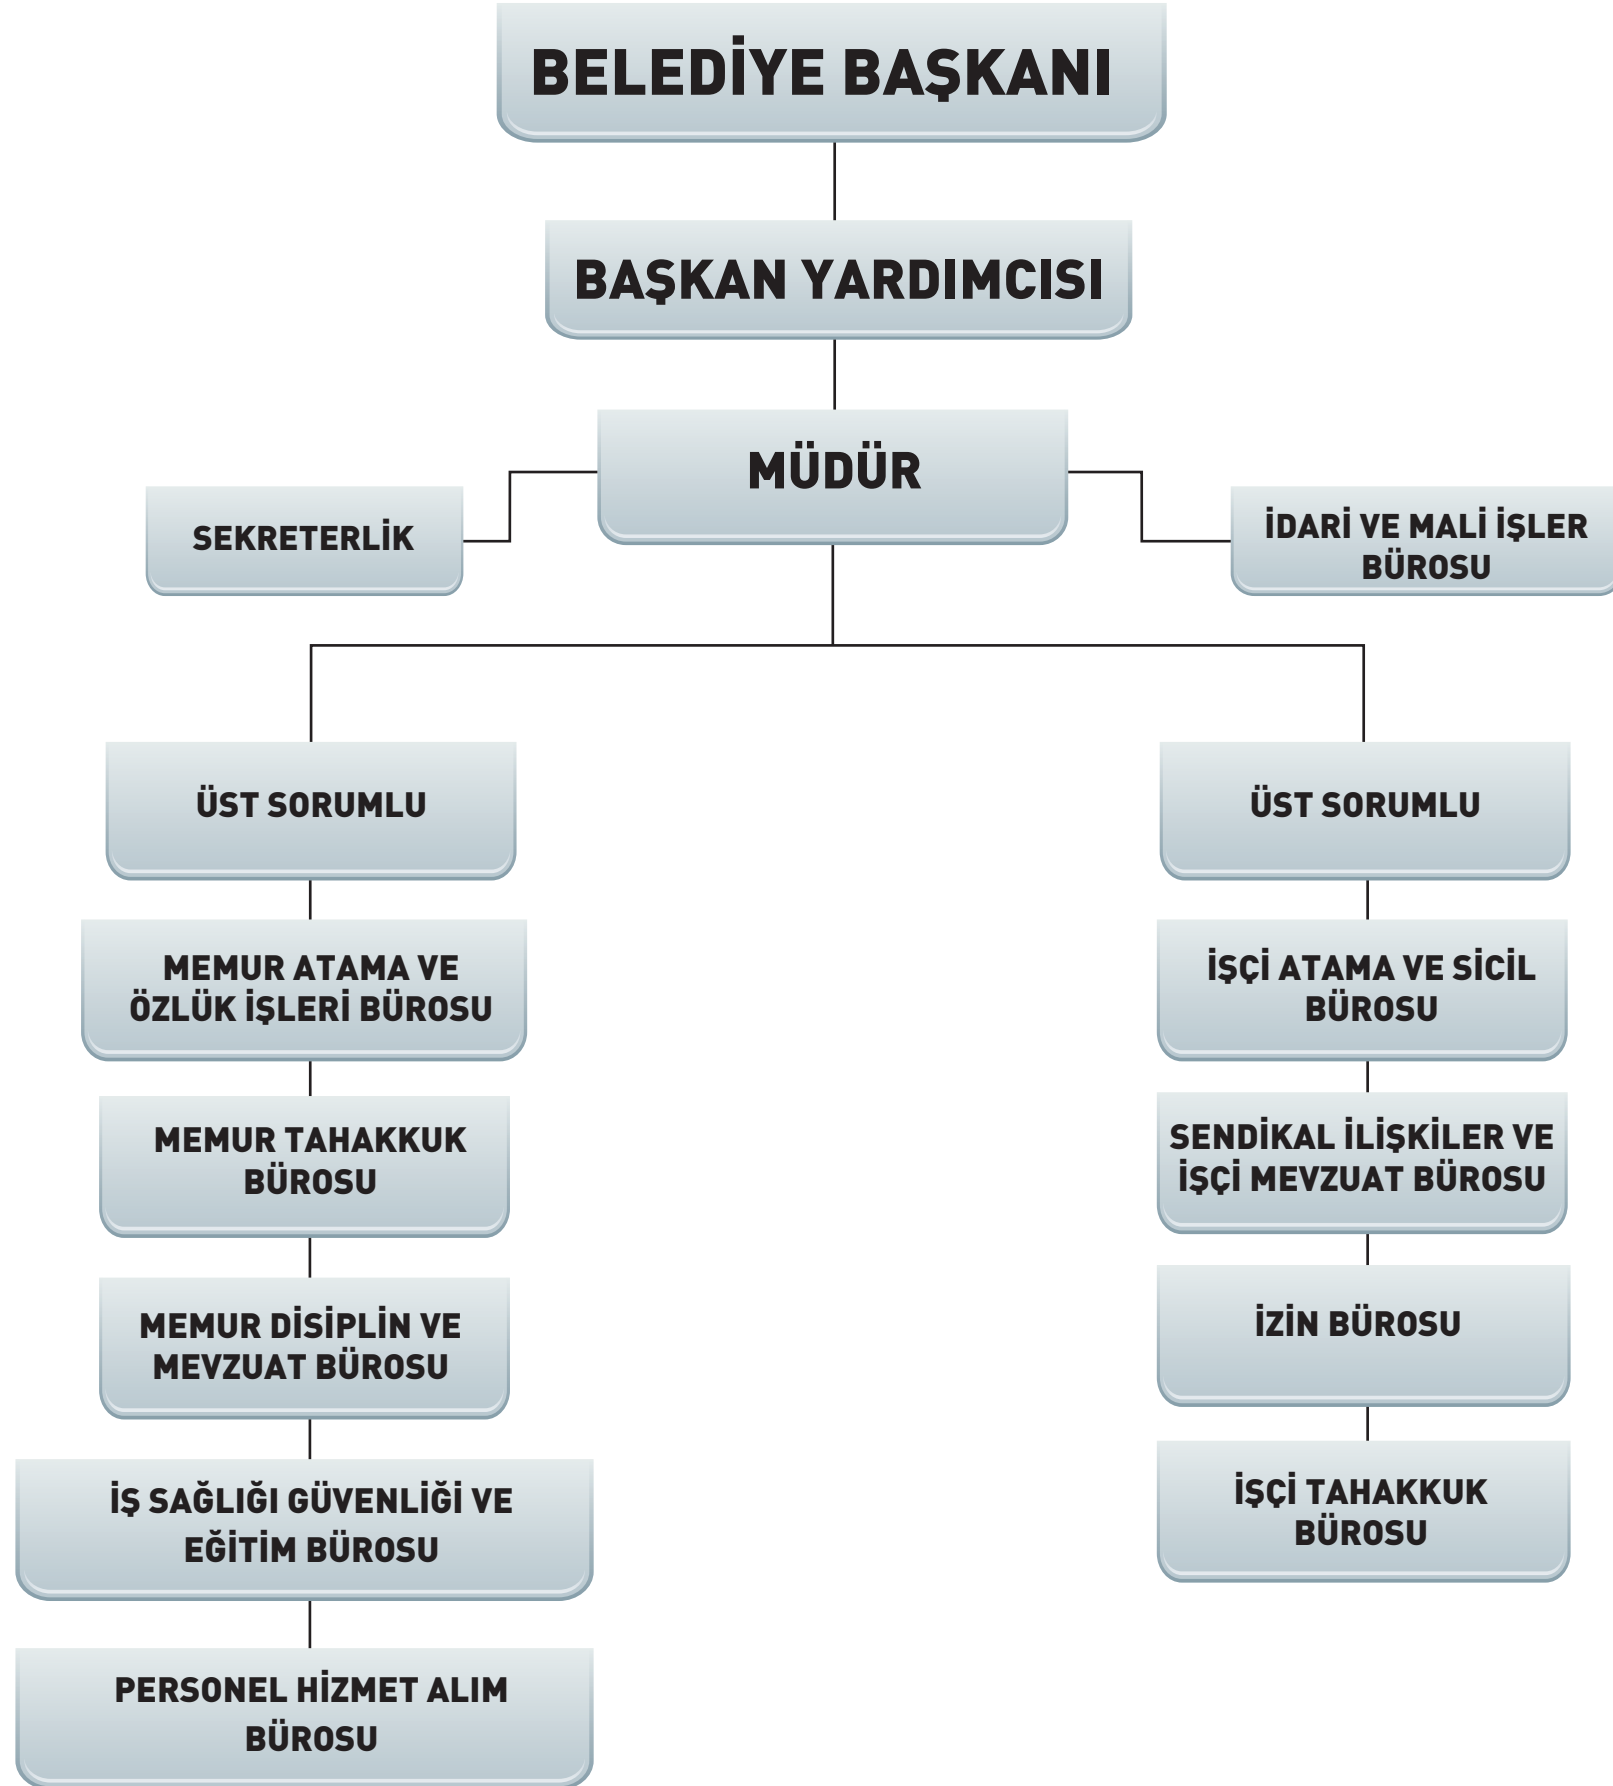 BELEDİYE BAŞKANI
BAŞKAN YARDIMCISI
MÜDÜR
SEKRETERLİK
İDARİ VE MALİ İŞLER
BÜROSU
ÜST SORUMLU
ÜST SORUMLU
MEMUR ATAMA VE
ÖZLÜK İŞLERİ BÜROSU
MEMUR TAHAKKUK
BÜROSU
MEMUR DİSİPLİN VE
MEVZUAT BÜROSU
İŞ SAĞLIĞI GÜVENLİĞİ VE
EĞİTİM BÜROSU
PERSONEL HİZMET ALIM
BÜROSU
İŞÇİ ATAMA VE SİCİL
BÜROSU
SENDİKAL İLİŞKİLER VE
İŞÇİ MEVZUAT BÜROSU
İZİN BÜROSU
İŞÇİ TAHAKKUK
BÜROSU